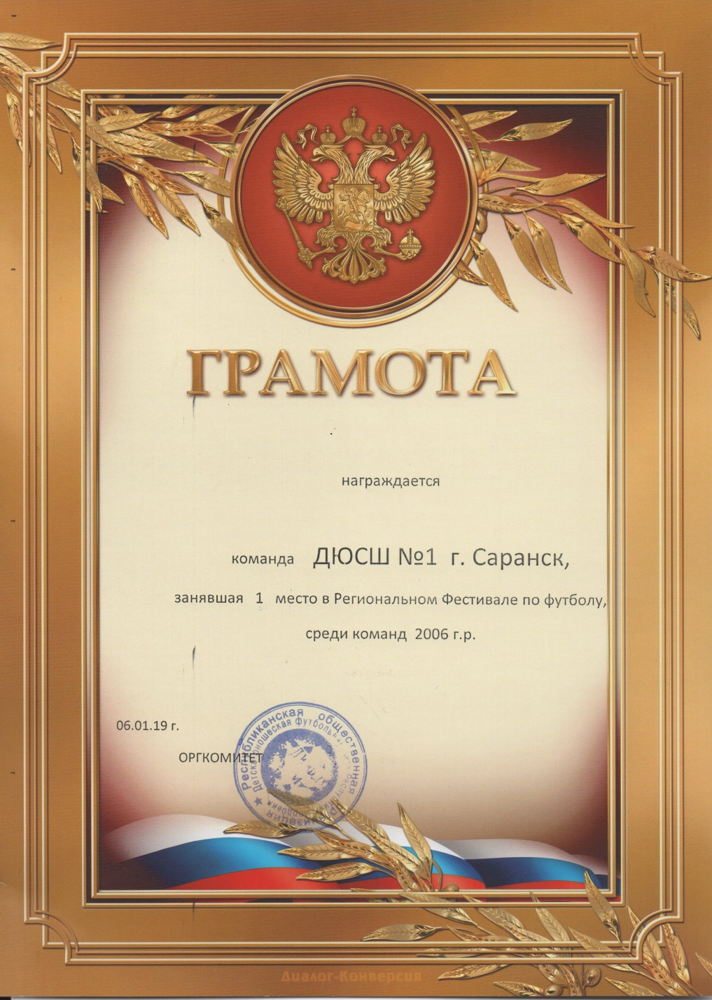 ГРАМОТА
награждается
команда ДЮСШ №1 г. Саранск,
занявшая 1 место в Региональном Фестивале по футболу,
среди команд 2006 г.р.
06.01.19 г.
ОРГКОМИТЕТ
Республиканская общественная организация
Детско-юношеская футбольная
Диалог-Конверсия